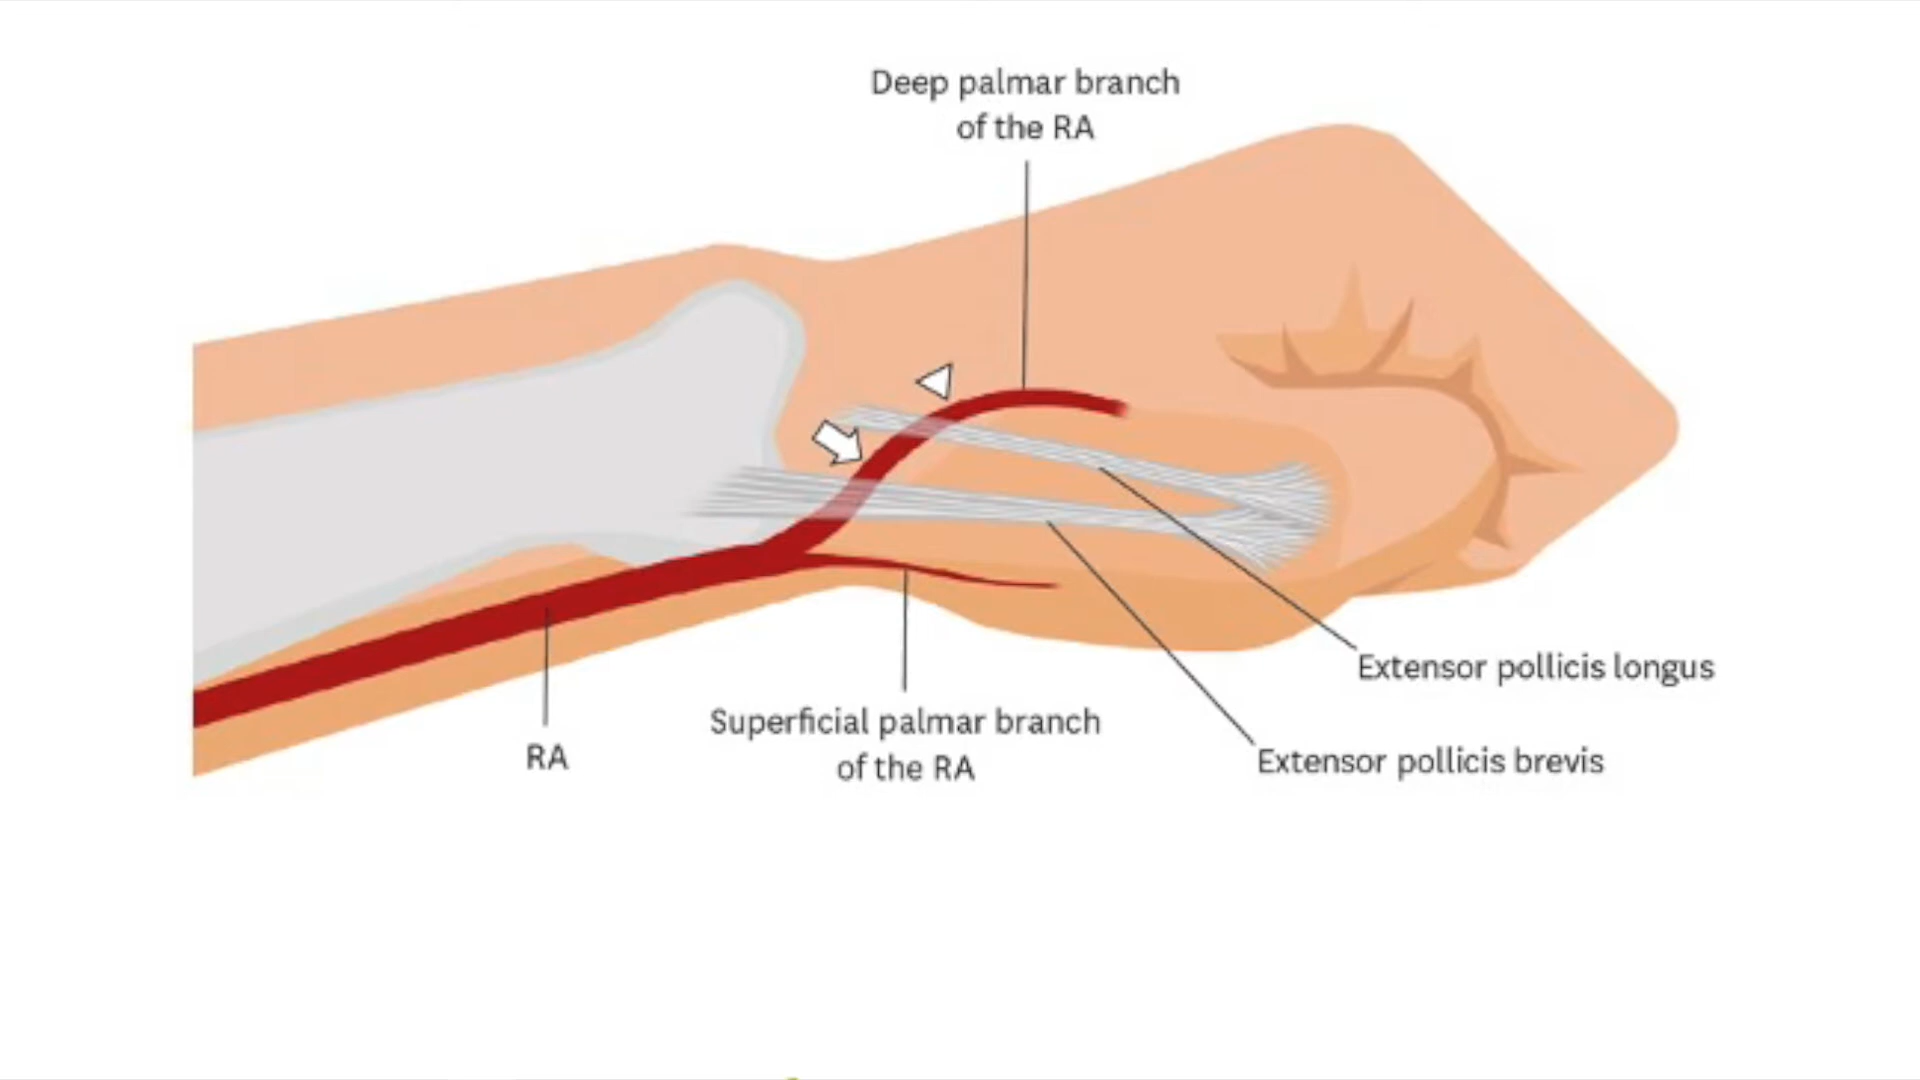 Deep palmar branch
of the RA
Extensor pollicis longus
Superficial palmar branch
of the RA
RA
Extensor pollicis brevis